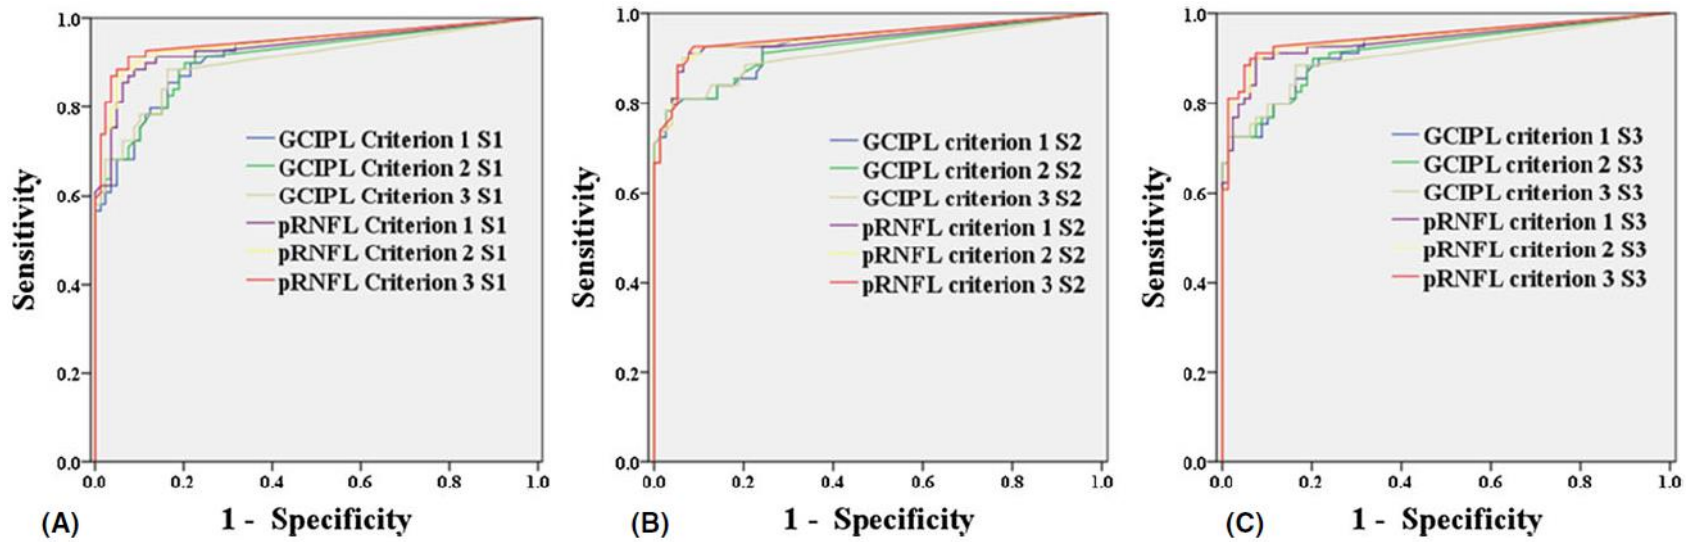 1.0
0.8
0.6
0.4
0.2
0.0
Sensitivity
GCIPL Criterion 1 S1
GCIPL Criterion 2 S1
GCIPL Criterion 3 S1
pRNFL Criterion 1 S1
pRNFL Criterion 2 S1
pRNFL Criterion 3 S1
0.0 0.2 0.4 0.6 0.8 1.0
(A) 1 - Specificity
1.0
0.8
0.6
0.4
0.2
0.0
Sensitivity
GCIPL criterion 1 S2
GCIPL criterion 2 S2
GCIPL criterion 3 S2
pRNFL criterion 1 S2
pRNFL criterion 2 S2
pRNFL criterion 3 S2
0.0 0.2 0.4 0.6 0.8 1.0
(B) 1 - Specificity
1.0
0.8
0.6
0.4
0.2
0.0
Sensitivity
GCIPL criterion 1 S3
GCIPL criterion 2 S3
GCIPL criterion 3 S3
pRNFL criterion 1 S3
pRNFL criterion 2 S3
pRNFL criterion 3 S3
0.0 0.2 0.4 0.6 0.8 1.0
(C) 1 - Specificity